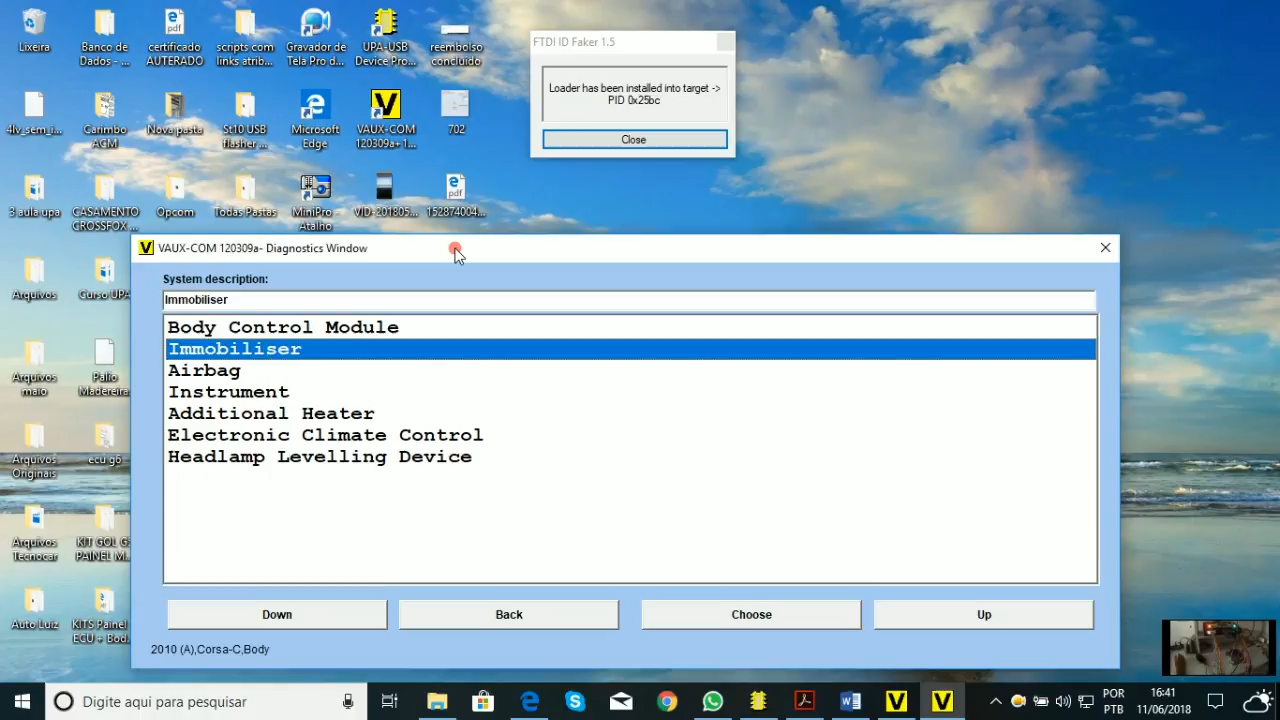 Lixeira
Banco de
Dados - ...
certificado
AUTERADO
scripts com
links atrib...
Gravador de
Tela Pro d...
UPA-USB
Device Pro...
reembolso
concluido
4lv_sem_i...
Carimbo
AGM
Nova pasta
St10 USB
flasher ...
Microsoft
Edge
VAUX-COM
120309a+1...
702
3 aula upa
CASAMENTO
CROSSFOX ...
Opcom
Todas Pastas
MiniPro -
Atalho
VID-201805...
152874004...
FTDI ID Faker 1.5
Loader has been installed into target ->
PID 0x25bc
Close
Arquivos
Curso UPA
Arquivos
maio
Palio
Madereira
Arquivos
Originais
ecu g6
Arquivos
Tecnocar
KIT GOL G5
PAINEL M...
Auto Luiz
KITS Painel
ECU + Bod...
VAUX-COM 120309a- Diagnostics Window
System description:
Immobiliser
Body Control Module
Immobiliser
Airbag
Instrument
Additional Heater
Electronic Climate Control
Headlamp Levelling Device
Down
Back
Choose
Up
2010 (A),Corsa-C,Body
Digite aqui para pesquisar
POR
PTB
16:41
11/06/2018